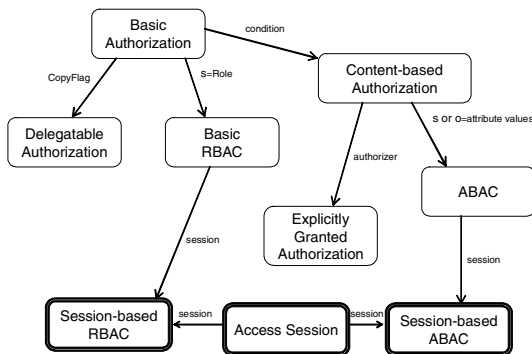 Basic
Authorization
condition
CopyFlag
s=Role
Content-based
Authorization
Delegatable
Authorization
Basic
RBAC
s or o=attribute values
authorizer
ABAC
Explicitly
Granted
Authorization
session
session
Session-based
RBAC
session
Access Session
session
Session-based
ABAC